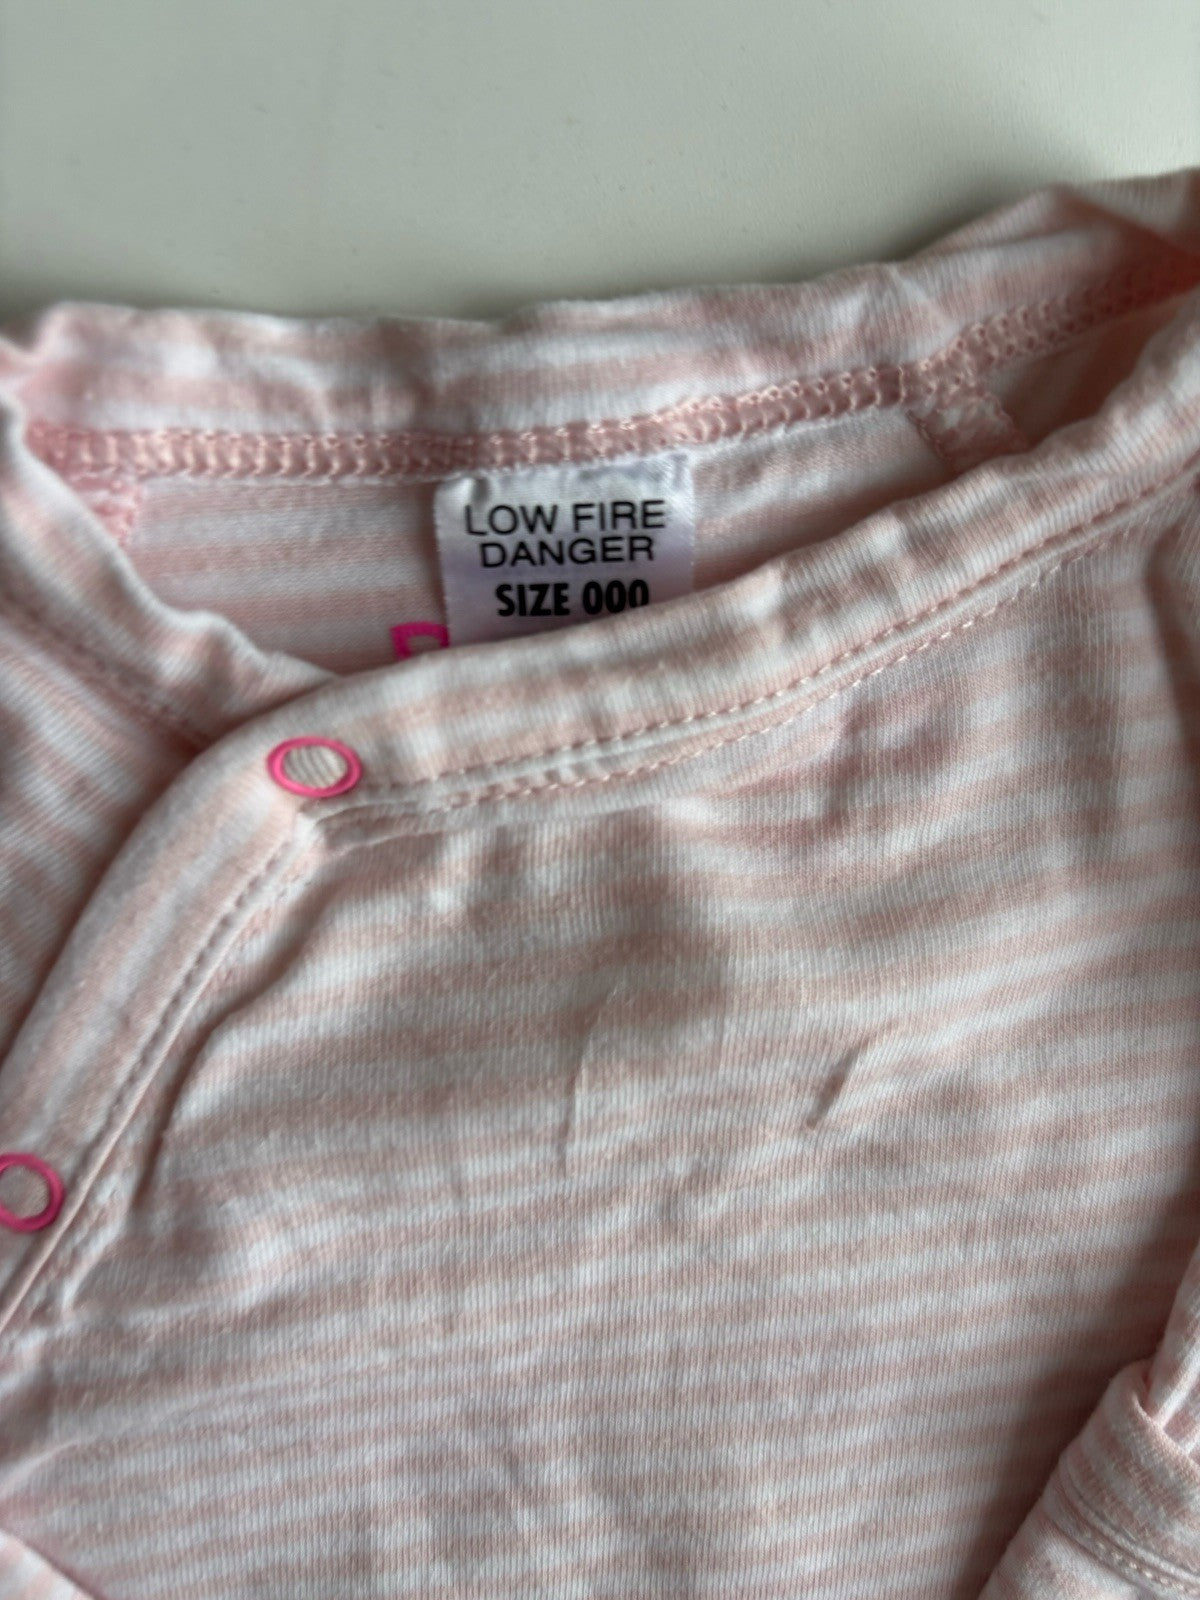 LOW FIRE
DANGER
SIZE 000